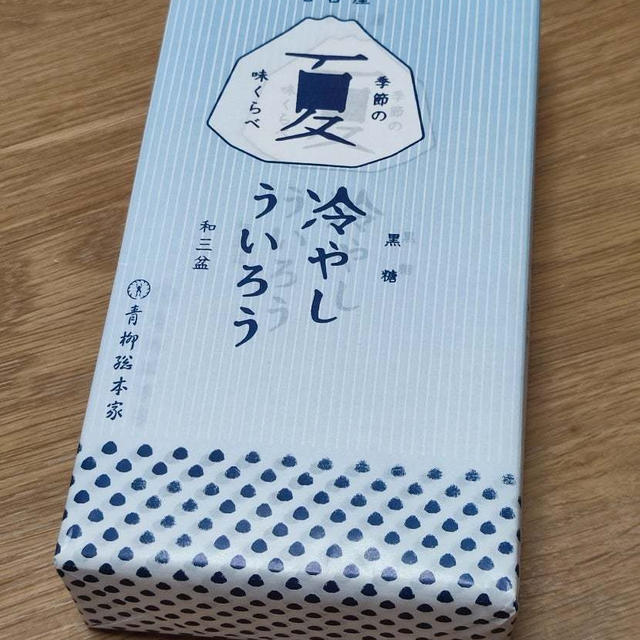 夏
季節の
味くらべ
冷やし
ういろう
黒糖
和三盆
青柳総本家